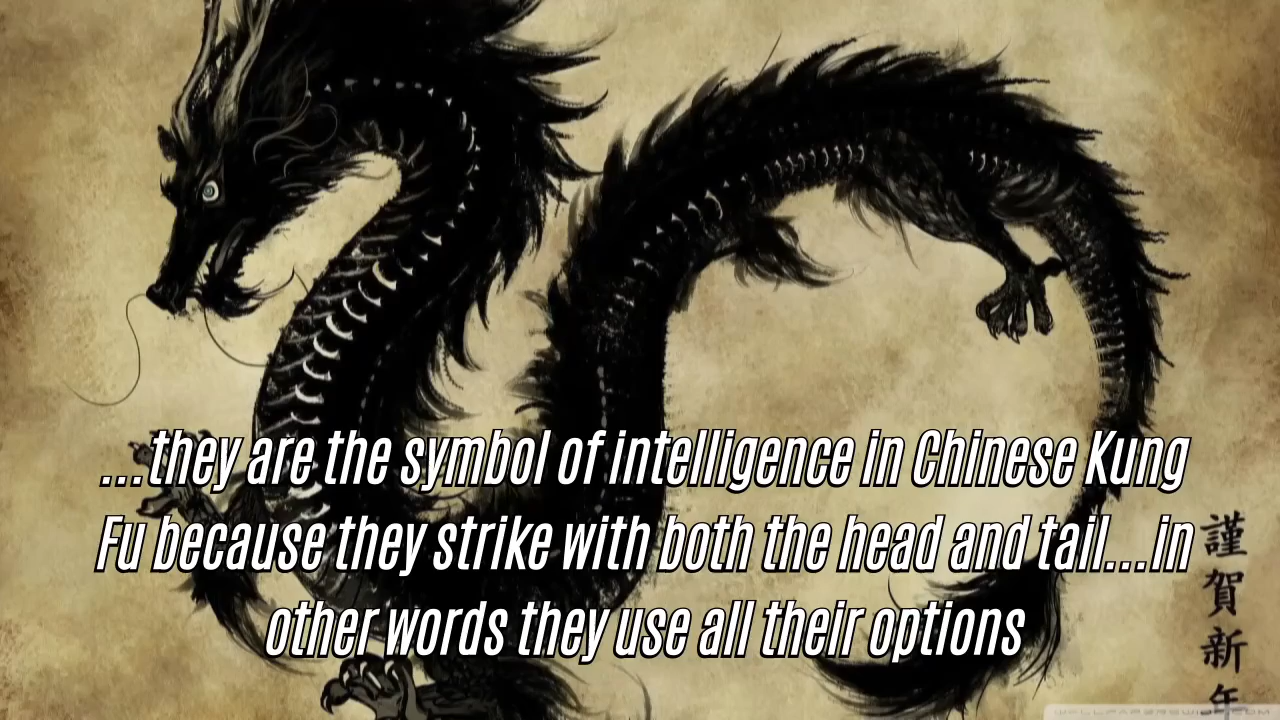 ...they are the symbol of intelligence in Chinese Kung
Fu because they strike with both the head and tail...in
other words they use all their options
謹賀新年